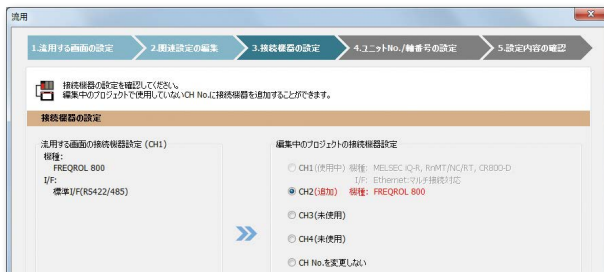 流用
1.流用する画面の設定
2.関連設定の編集
3.接続機器の設定
4.ユニットNo./軸番号の設定
5.設定内容の確認
接続機器の設定を確認してください。
編集中のプロジェクトで使用していないCH No.に接続機器を追加することができます。
接続機器の設定
流用する画面の接続機器設定 (CH1)
機種:
FREQROL 800
I/F:
標準I/F(RS422/485)
編集中のプロジェクトの接続機器設定
CH1(使用中) 機種: MELSEC iQ-R, RnMT/NC/RT, CR800-D
I/F: Ethernet:マルチ接続対応
CH2(追加) 機種: FREQROL 800
CH3(未使用)
CH4(未使用)
CH No.を変更しない